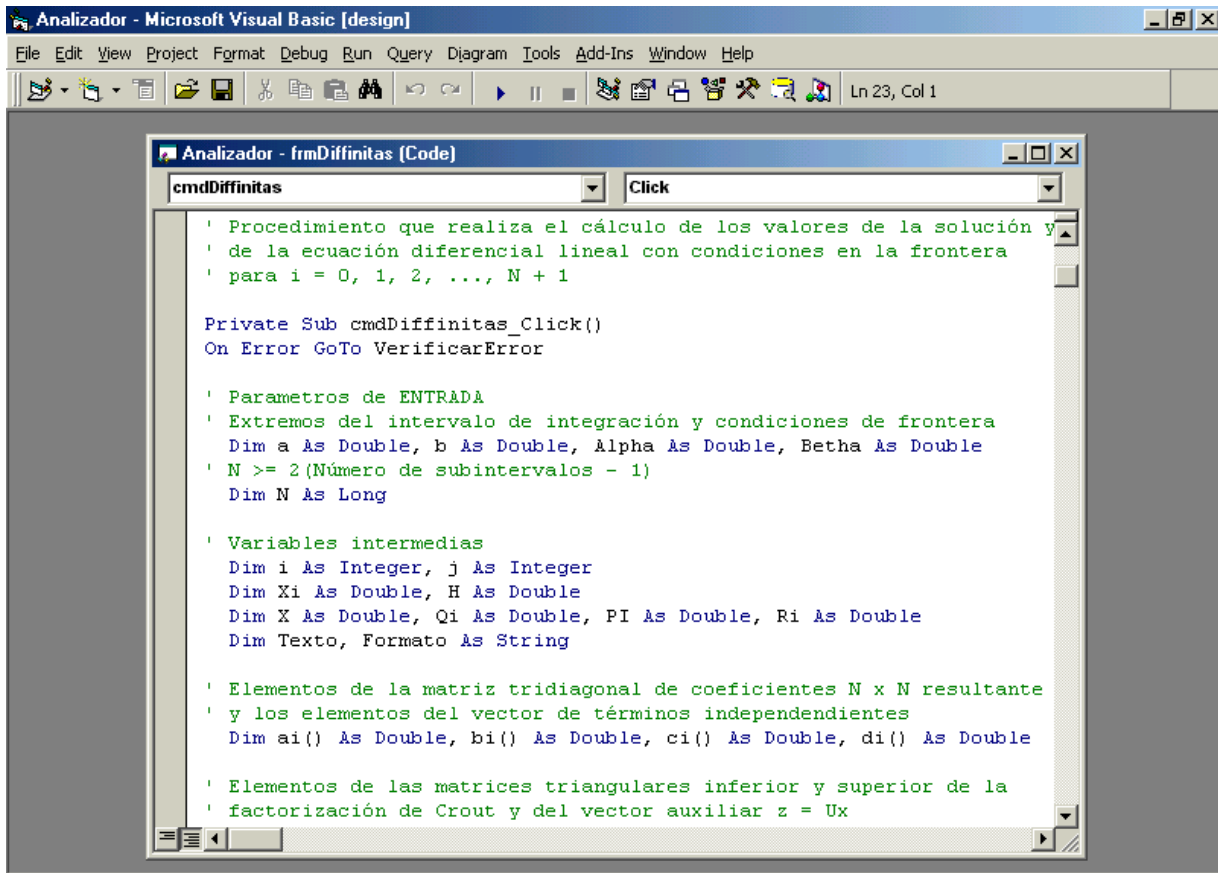 Analizador - Microsoft Visual Basic [design]
File Edit View Project Format Debug Run Query Diagram Tools Add-Ins Window Help
Ln 23, Col 1
Analizador - frmDiffinitas (Code)
cmdDiffinitas Click
' Procedimiento que realiza el cálculo de los valores de la solución y
' de la ecuación diferencial lineal con condiciones en la frontera
' para i = 0, 1, 2, ..., N + 1
Private Sub cmdDiffinitas_Click()
On Error GoTo VerificarError
' Parametros de ENTRADA
' Extremos del intervalo de integración y condiciones de frontera
Dim a As Double, b As Double, Alpha As Double, Betha As Double
' N >= 2 (Número de subintervalos - 1)
Dim N As Long
' Variables intermedias
Dim i As Integer, j As Integer
Dim Xi As Double, H As Double
Dim X As Double, Qi As Double, PI As Double, Ri As Double
Dim Texto, Formato As String
' Elementos de la matriz tridiagonal de coeficientes N x N resultante
' y los elementos del vector de términos independendientes
Dim ai() As Double, bi() As Double, ci() As Double, di() As Double
' Elementos de las matrices triangulares inferior y superior de la
' factorización de Crout y del vector auxiliar z = Ux